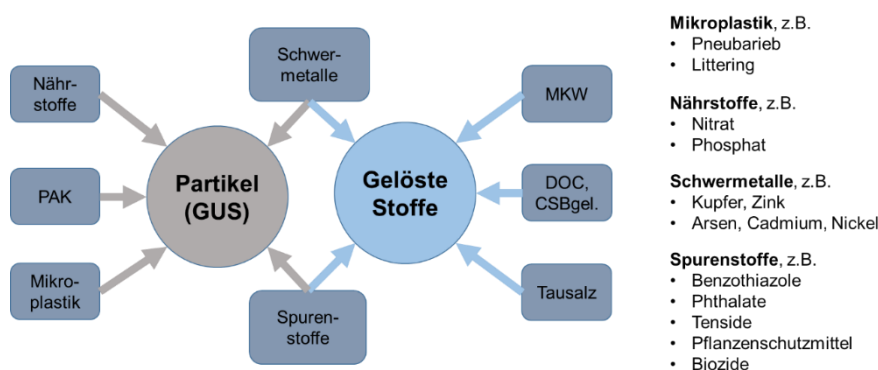 Nähr-
stoffe
PAK
Mikro-
plastik
Schwer-
metalle
Partikel
(GUS)
Spuren-
stoffe
Gelöste
Stoffe
MKW
DOC,
CSBgel.
Tausalz
Mikroplastik, z.B.
• Pneubarieb
• Littering
Nährstoffe, z.B.
• Nitrat
• Phosphat
Schwermetalle, z.B.
• Kupfer, Zink
• Arsen, Cadmium, Nickel
Spurenstoffe, z.B.
• Benzothiazole
• Phthalate
• Tenside
• Pflanzenschutzmittel
• Biozide